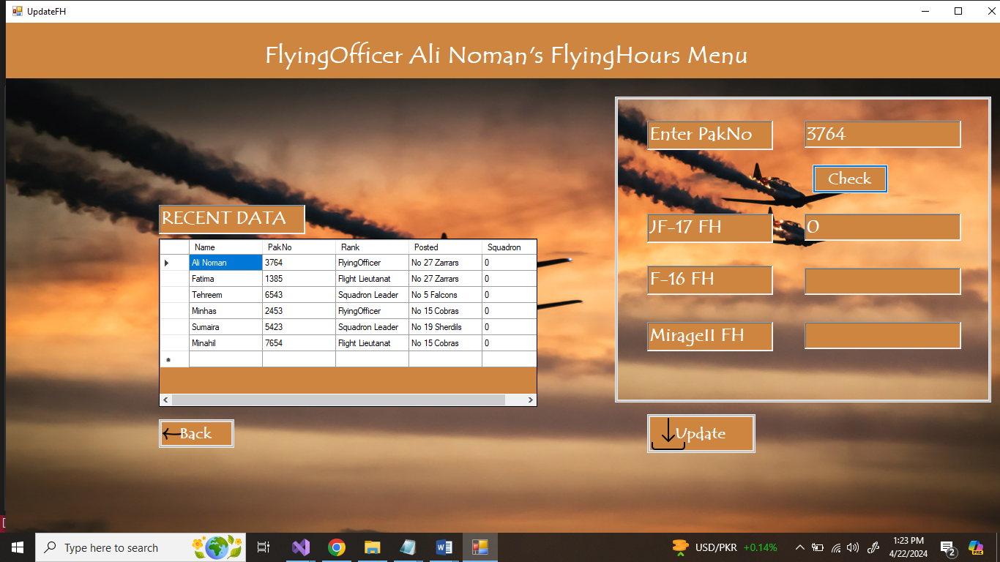 UpdateFH
FlyingOfficer Ali Noman's FlyingHours Menu
Enter PakNo 3764
Check
JF-17 FH 0
F-16 FH
MirageII FH
Update
RECENT DATA
Name PakNo Rank Posted Squadron
Ali Noman 3764 FlyingOfficer No 27 Zarrars 0
Fatima 1385 Flight Lieutanat No 27 Zarrars 0
Tehreem 6543 Squadron Leader No 5 Falcons 0
Minhas 2453 FlyingOfficer No 15 Cobras 0
Sumaira 5423 Squadron Leader No 19 Sherdils 0
Minahil 7654 Flight Lieutanat No 15 Cobras 0
Back
Type here to search
USD/PKR +0.14%
1:23 PM
4/22/2024
2
PRE